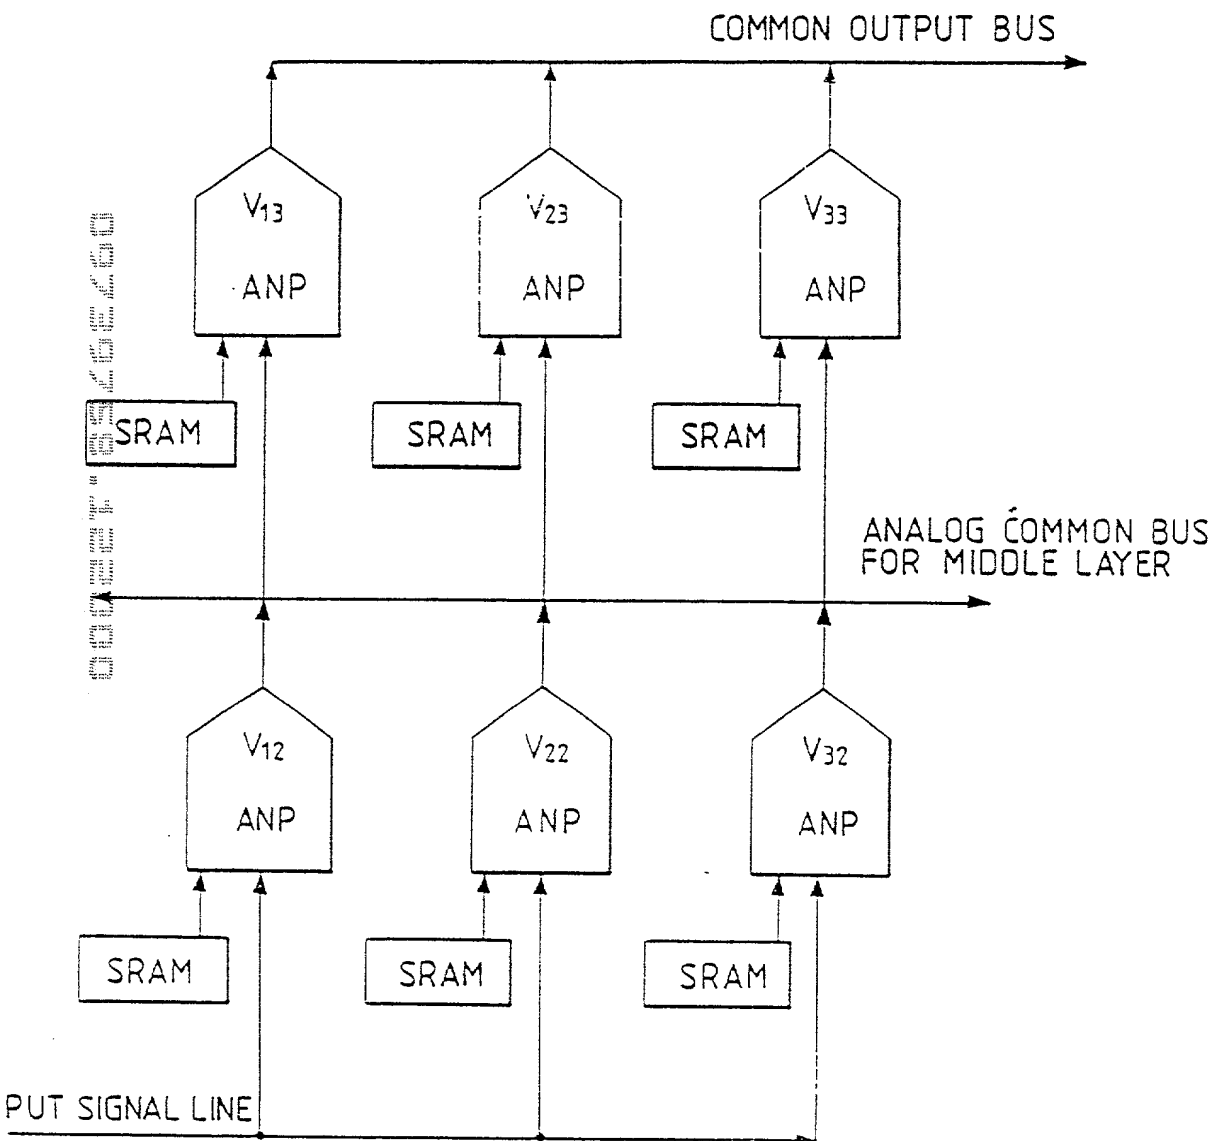 COMMON OUTPUT BUS
V13
V23
V33
ANP
ANP
ANP
SRAM
SRAM
SRAM
ANALOG COMMON BUS
FOR MIDDLE LAYER
V12
V22
V32
ANP
ANP
ANP
SRAM
SRAM
SRAM
PUT SIGNAL LINE